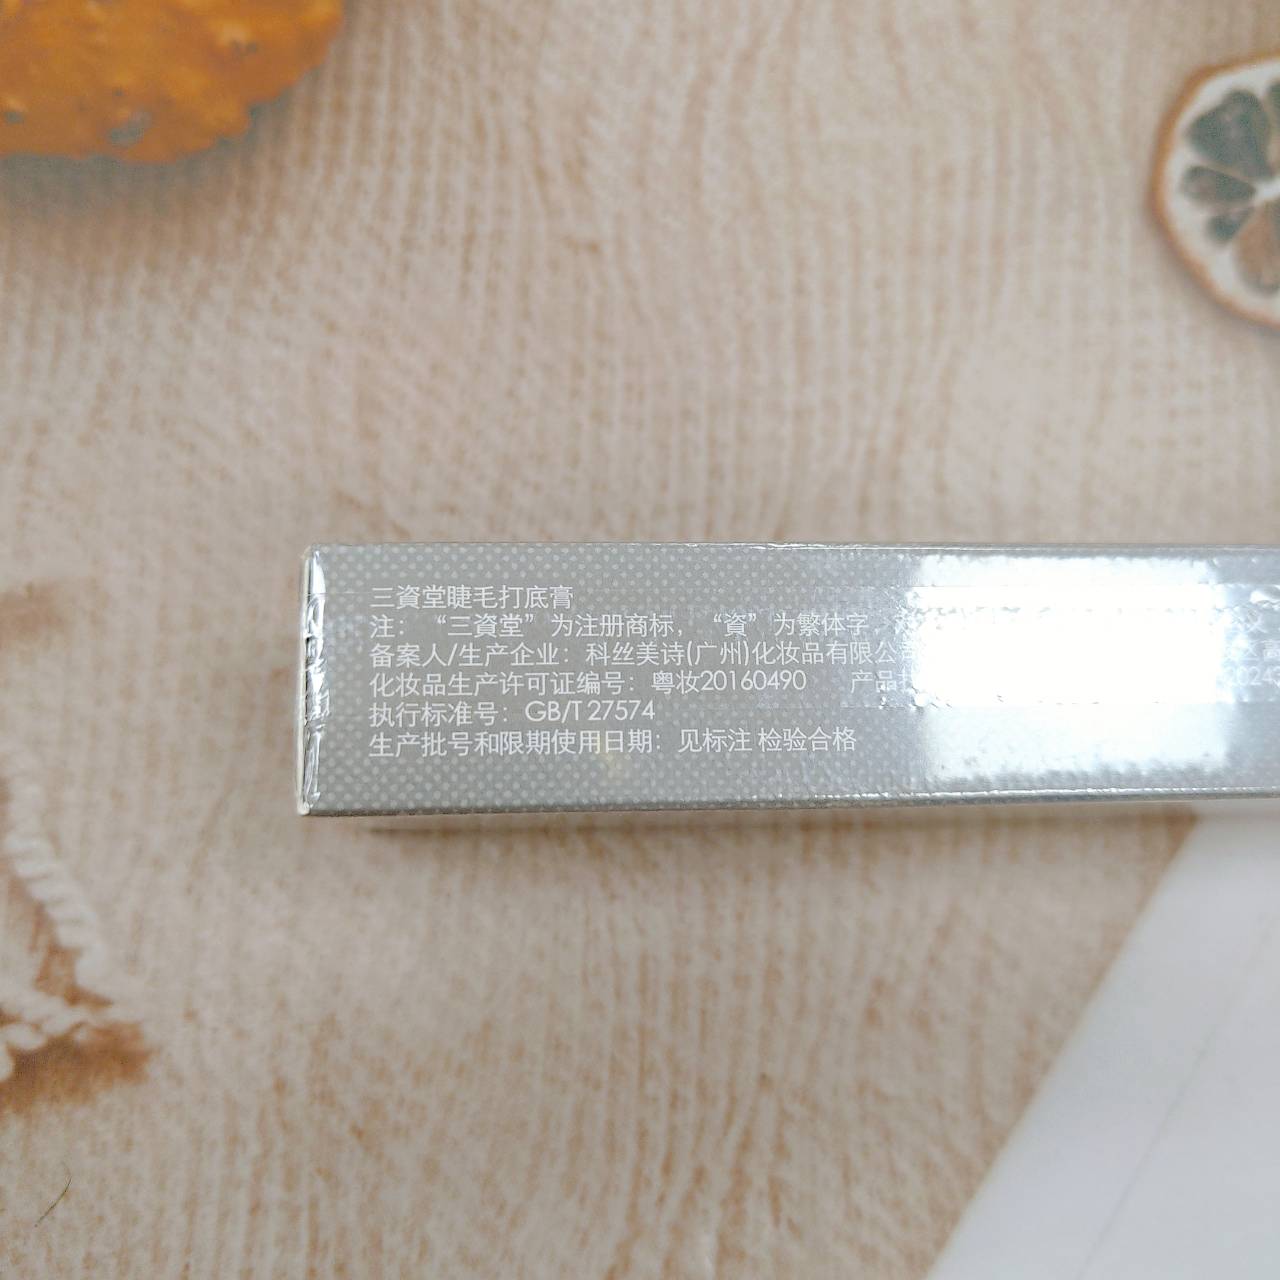 三資堂睫毛打底膏
注：“三資堂”为注册商标，“資”为繁体字，
备案人/生产企业：科丝美诗(广州)化妆品有限公司
化妆品生产许可证编号：粤妆20160490 产品
执行标准号：GB/T 27574
生产批号和限期使用日期：见标注 检验合格